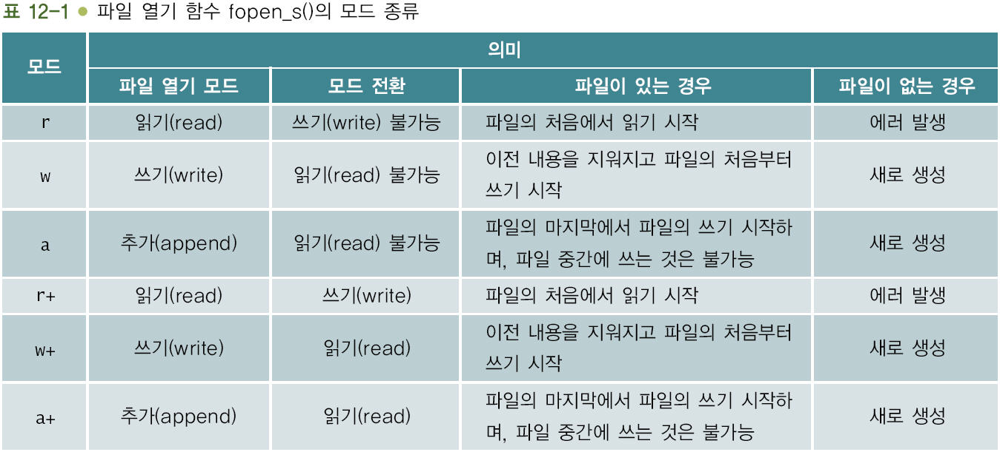 표 12-1 ● 파일 열기 함수 fopen_s()의 모드 종류
모드
의미
파일 열기 모드 모드 전환 파일이 있는 경우 파일이 없는 경우
r 읽기(read) 쓰기(write) 불가능 파일의 처음에서 읽기 시작 에러 발생
w 쓰기(write) 읽기(read) 불가능 이전 내용을 지워지고 파일의 처음부터
쓰기 시작 새로 생성
a 추가(append) 읽기(read) 불가능 파일의 마지막에서 파일의 쓰기 시작하
며, 파일 중간에 쓰는 것은 불가능 새로 생성
r+ 읽기(read) 쓰기(write) 파일의 처음에서 읽기 시작 에러 발생
w+ 쓰기(write) 읽기(read) 이전 내용을 지워지고 파일의 처음부터
쓰기 시작 새로 생성
a+ 추가(append) 읽기(read) 파일의 마지막에서 파일의 쓰기 시작하
며, 파일 중간에 쓰는 것은 불가능 새로 생성